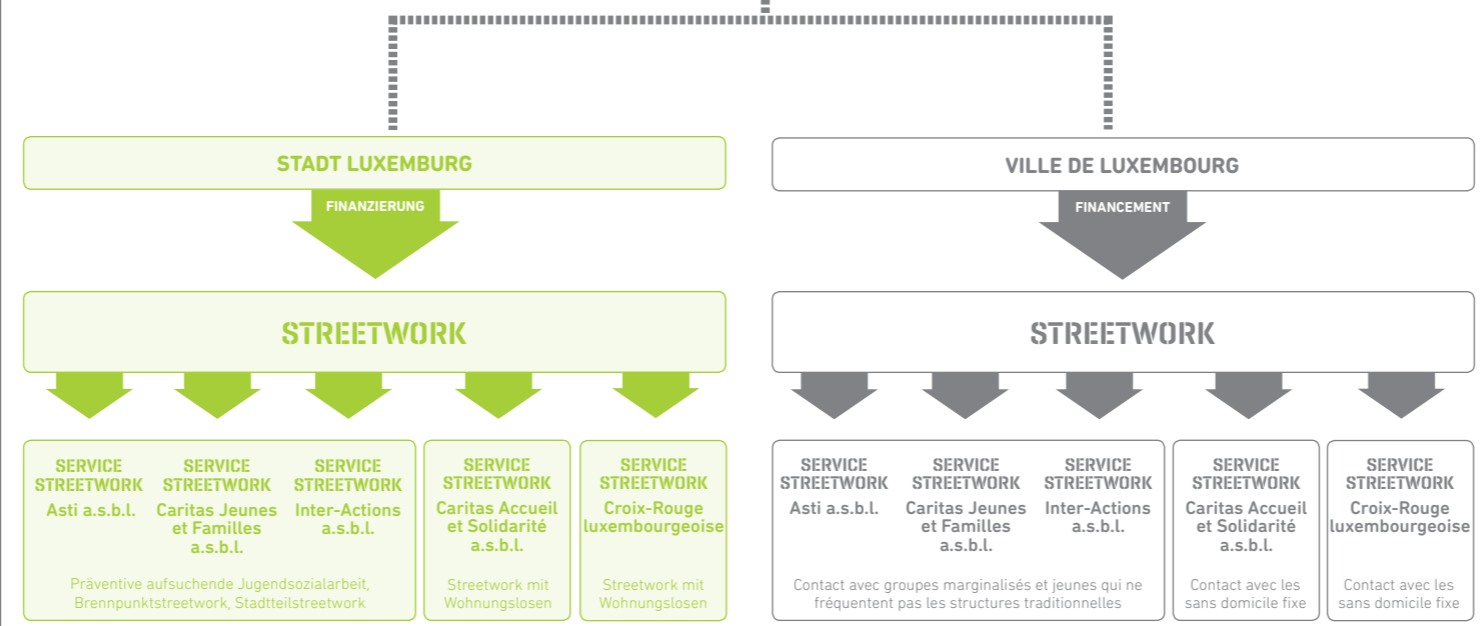 STADT LUXEMBURG
FINANZIERUNG
STREETWORK
SERVICE
STREETWORK
Asti a.s.b.l.
SERVICE
STREETWORK
Caritas Jeunes
et Familles
a.s.b.l.
SERVICE
STREETWORK
Inter-Actions
a.s.b.l.
Präventive aufsuchende Jugendsozialarbeit,
Brennpunktstreetwork, Stadtteilstreetwork
SERVICE
STREETWORK
Caritas Accueil
et Solidarité
a.s.b.l.
Streetwork mit
Wohnungslosen
SERVICE
STREETWORK
Croix-Rouge
luxembourgeoise
Streetwork mit
Wohnungslosen
VILLE DE LUXEMBOURG
FINANCEMENT
STREETWORK
SERVICE
STREETWORK
Asti a.s.b.l.
SERVICE
STREETWORK
Caritas Jeunes
et Familles
a.s.b.l.
SERVICE
STREETWORK
Inter-Actions
a.s.b.l.
Contact avec groupes marginalisés et jeunes qui ne
fréquentent pas les structures traditionnelles
SERVICE
STREETWORK
Caritas Accueil
et Solidarité
a.s.b.l.
Contact avec les
sans domicile fixe
SERVICE
STREETWORK
Croix-Rouge
luxembourgeoise
Contact avec les
sans domicile fixe